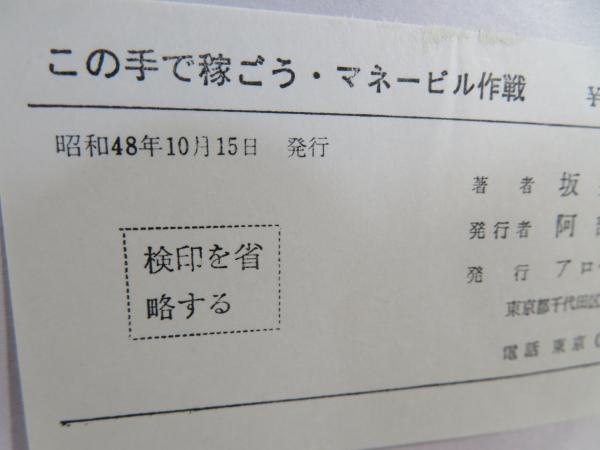 この手で稼ごう・マネービル作戦 ¥
昭和48年10月15日 発行
著者 坂
発行者 阿
発行 アロ
東京都千代田区
電話 東京
検印を省
略する